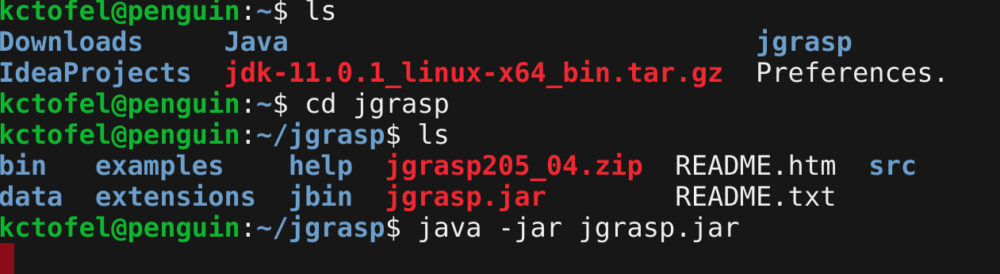 kctofel@penguin:~$ ls
Downloads Java jgrasp
IdeaProjects jdk-11.0.1_linux-x64_bin.tar.gz Preferences.
kctofel@penguin:~$ cd jgrasp
kctofel@penguin:~/jgrasp$ ls
bin examples help jgrasp205_04.zip README.htm src
data extensions jbin jgrasp.jar README.txt
kctofel@penguin:~/jgrasp$ java -jar jgrasp.jar